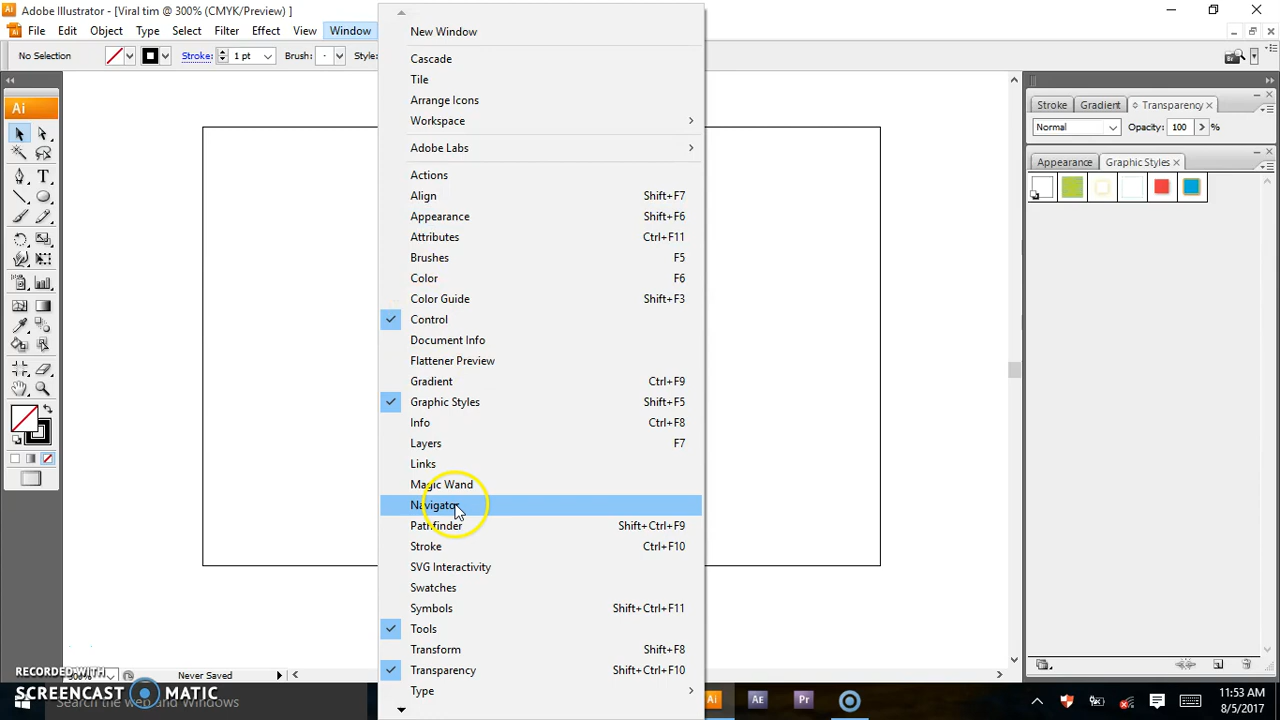 Adobe Illustrator - [Viral tim @ 300% (CMYK/Preview) ]
File Edit Object Type Select Filter Effect View Window
No Selection Stroke: 1 pt Brush: Style:
New Window
Cascade
Tile
Arrange Icons
Workspace
Adobe Labs
Actions
Align Shift+F7
Appearance Shift+F6
Attributes Ctrl+F11
Brushes F5
Color F6
Color Guide Shift+F3
Control
Document Info
Flattener Preview
Gradient Ctrl+F9
Graphic Styles Shift+F5
Info Ctrl+F8
Layers F7
Links
Magic Wand
Navigator
Pathfinder Shift+Ctrl+F9
Stroke Ctrl+F10
SVG Interactivity
Swatches
Symbols Shift+Ctrl+F11
Tools
Transform Shift+F8
Transparency Shift+Ctrl+F10
Type
Ai
T
Stroke Gradient Transparency
Normal Opacity: 100 %
Appearance Graphic Styles
Br
300% Never Saved
RECORDED WITH
SCREENCAST MATIC
Search the web and Windows
Ai AE Pr
11:53 AM
8/5/2017